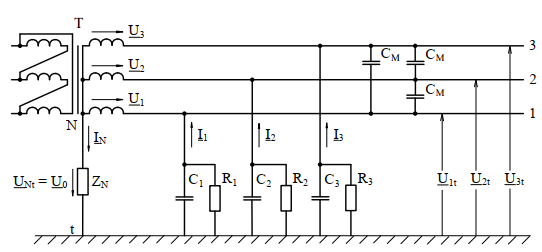 T
U3
3
CM CM
U2
2
CM
U1
1
N
IN I1 I2 I3
UNt = U0 ZN C1 R1 C2 R2 C3 R3 U1t U2t U3t
t